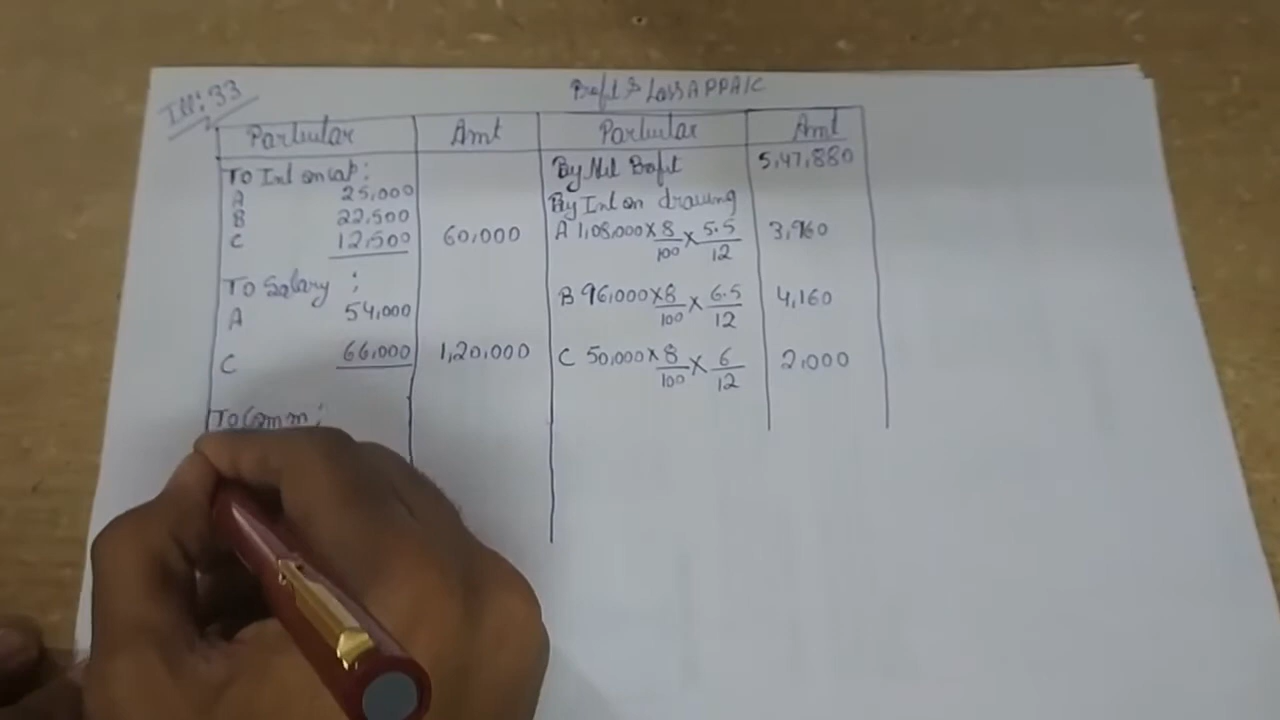 Ill: 33
Profit & Loss APP A/C
Particular Amt Particular Amt
To Int on cap:
A 25,000
B 22,500
C 12,500 60,000
To Salary :
A 54,000
C 66,000 1,20,000
To Comm:
By Net Profit 5,47,880
By Int on drawing
A 1,08,000 × 8/100 × 5.5/12 3,960
B 96,000 × 8/100 × 6.5/12 4,160
C 50,000 × 8/100 × 6/12 2,000